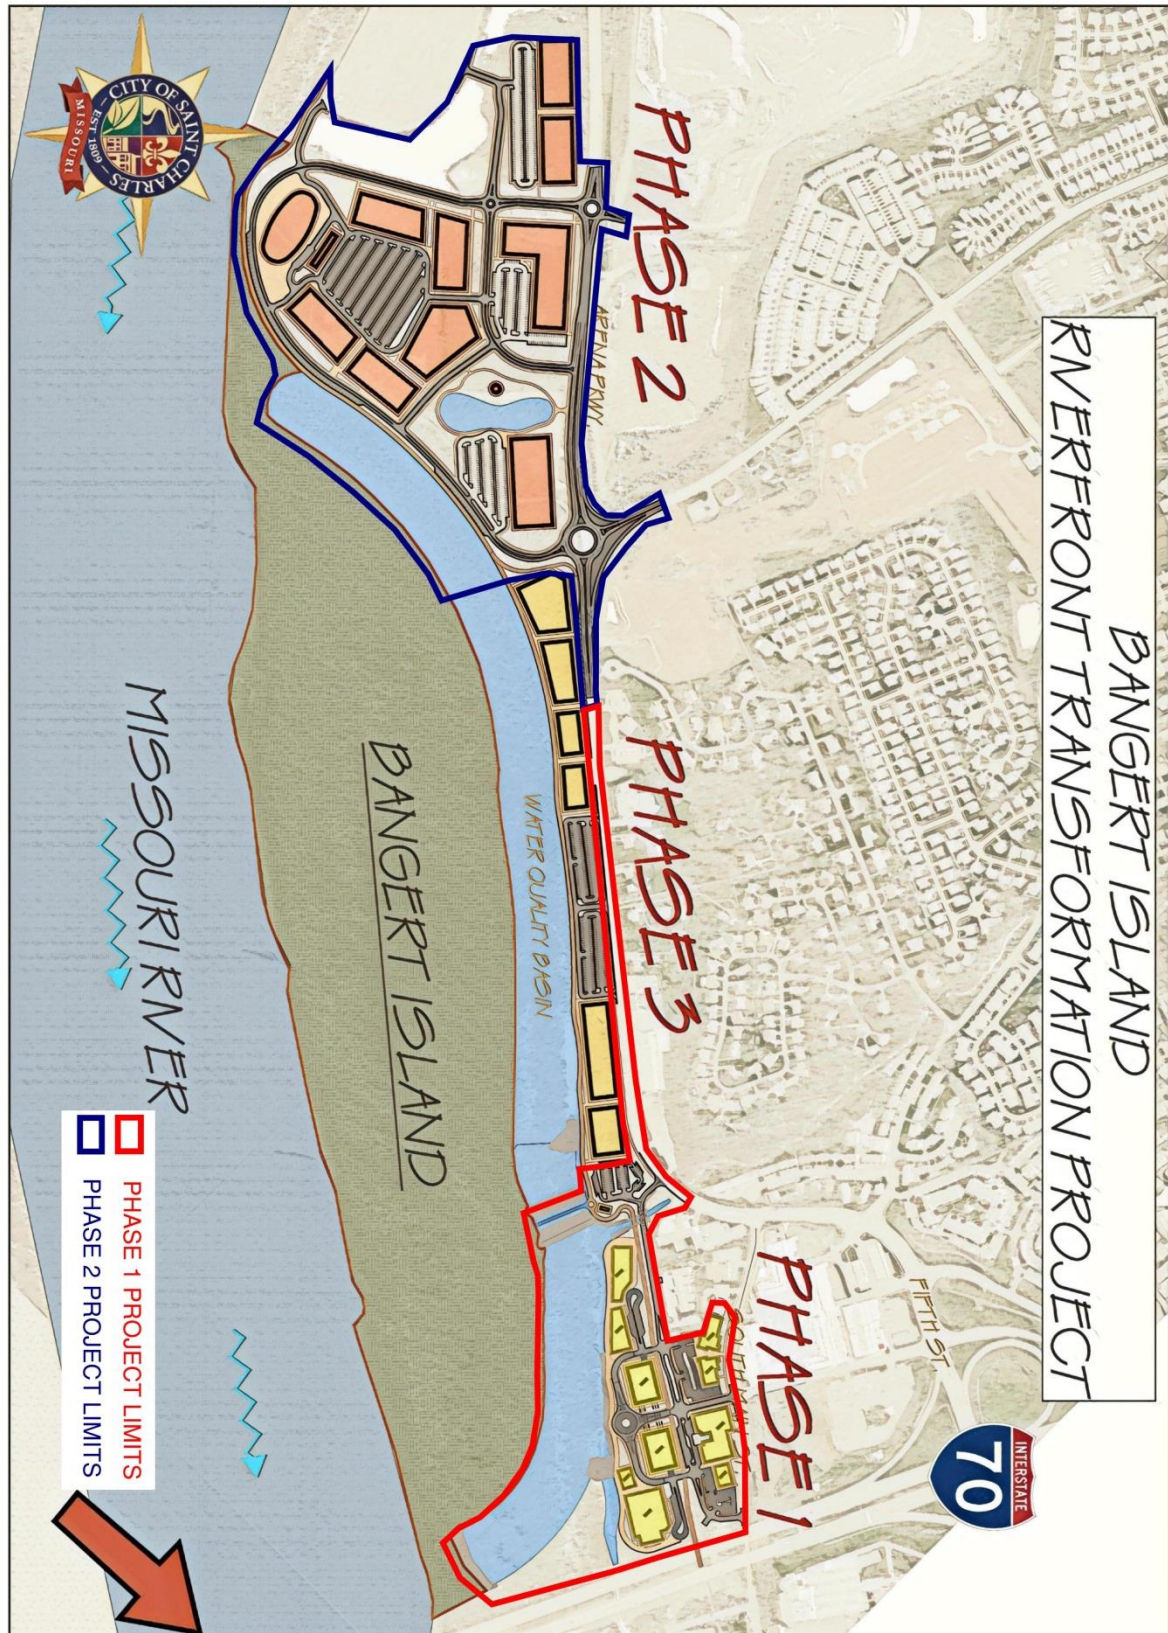 BANGERT ISLAND
RIVERFRONT TRANSFORMATION PROJECT
INTERSTATE
70
FIFTH ST
PHASE 2
PHASE 3
PHASE 1
ARENA PKWY
WATER QUALITY BASIN
BANGERT ISLAND
MISSOURI RIVER
CITY OF SAINT CHARLES
EST. 1809
MISSOURI
PHASE 1 PROJECT LIMITS
PHASE 2 PROJECT LIMITS